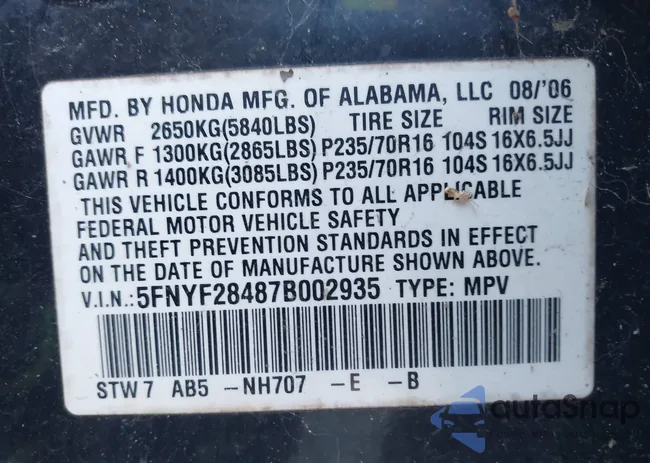 MFD. BY HONDA MFG. OF ALABAMA, LLC 08/'06
GVWR 2650KG(5840LBS) TIRE SIZE RIM SIZE
GAWR F 1300KG(2865LBS) P235/70R16 104S 16X6.5JJ
GAWR R 1400KG(3085LBS) P235/70R16 104S 16X6.5JJ
THIS VEHICLE CONFORMS TO ALL APPLICABLE
FEDERAL MOTOR VEHICLE SAFETY
AND THEFT PREVENTION STANDARDS IN EFFECT
ON THE DATE OF MANUFACTURE SHOWN ABOVE.
V.I.N.:5FNYF28487B002935 TYPE: MPV
STW7 AB5 -NH707 -E -B
autoSnap